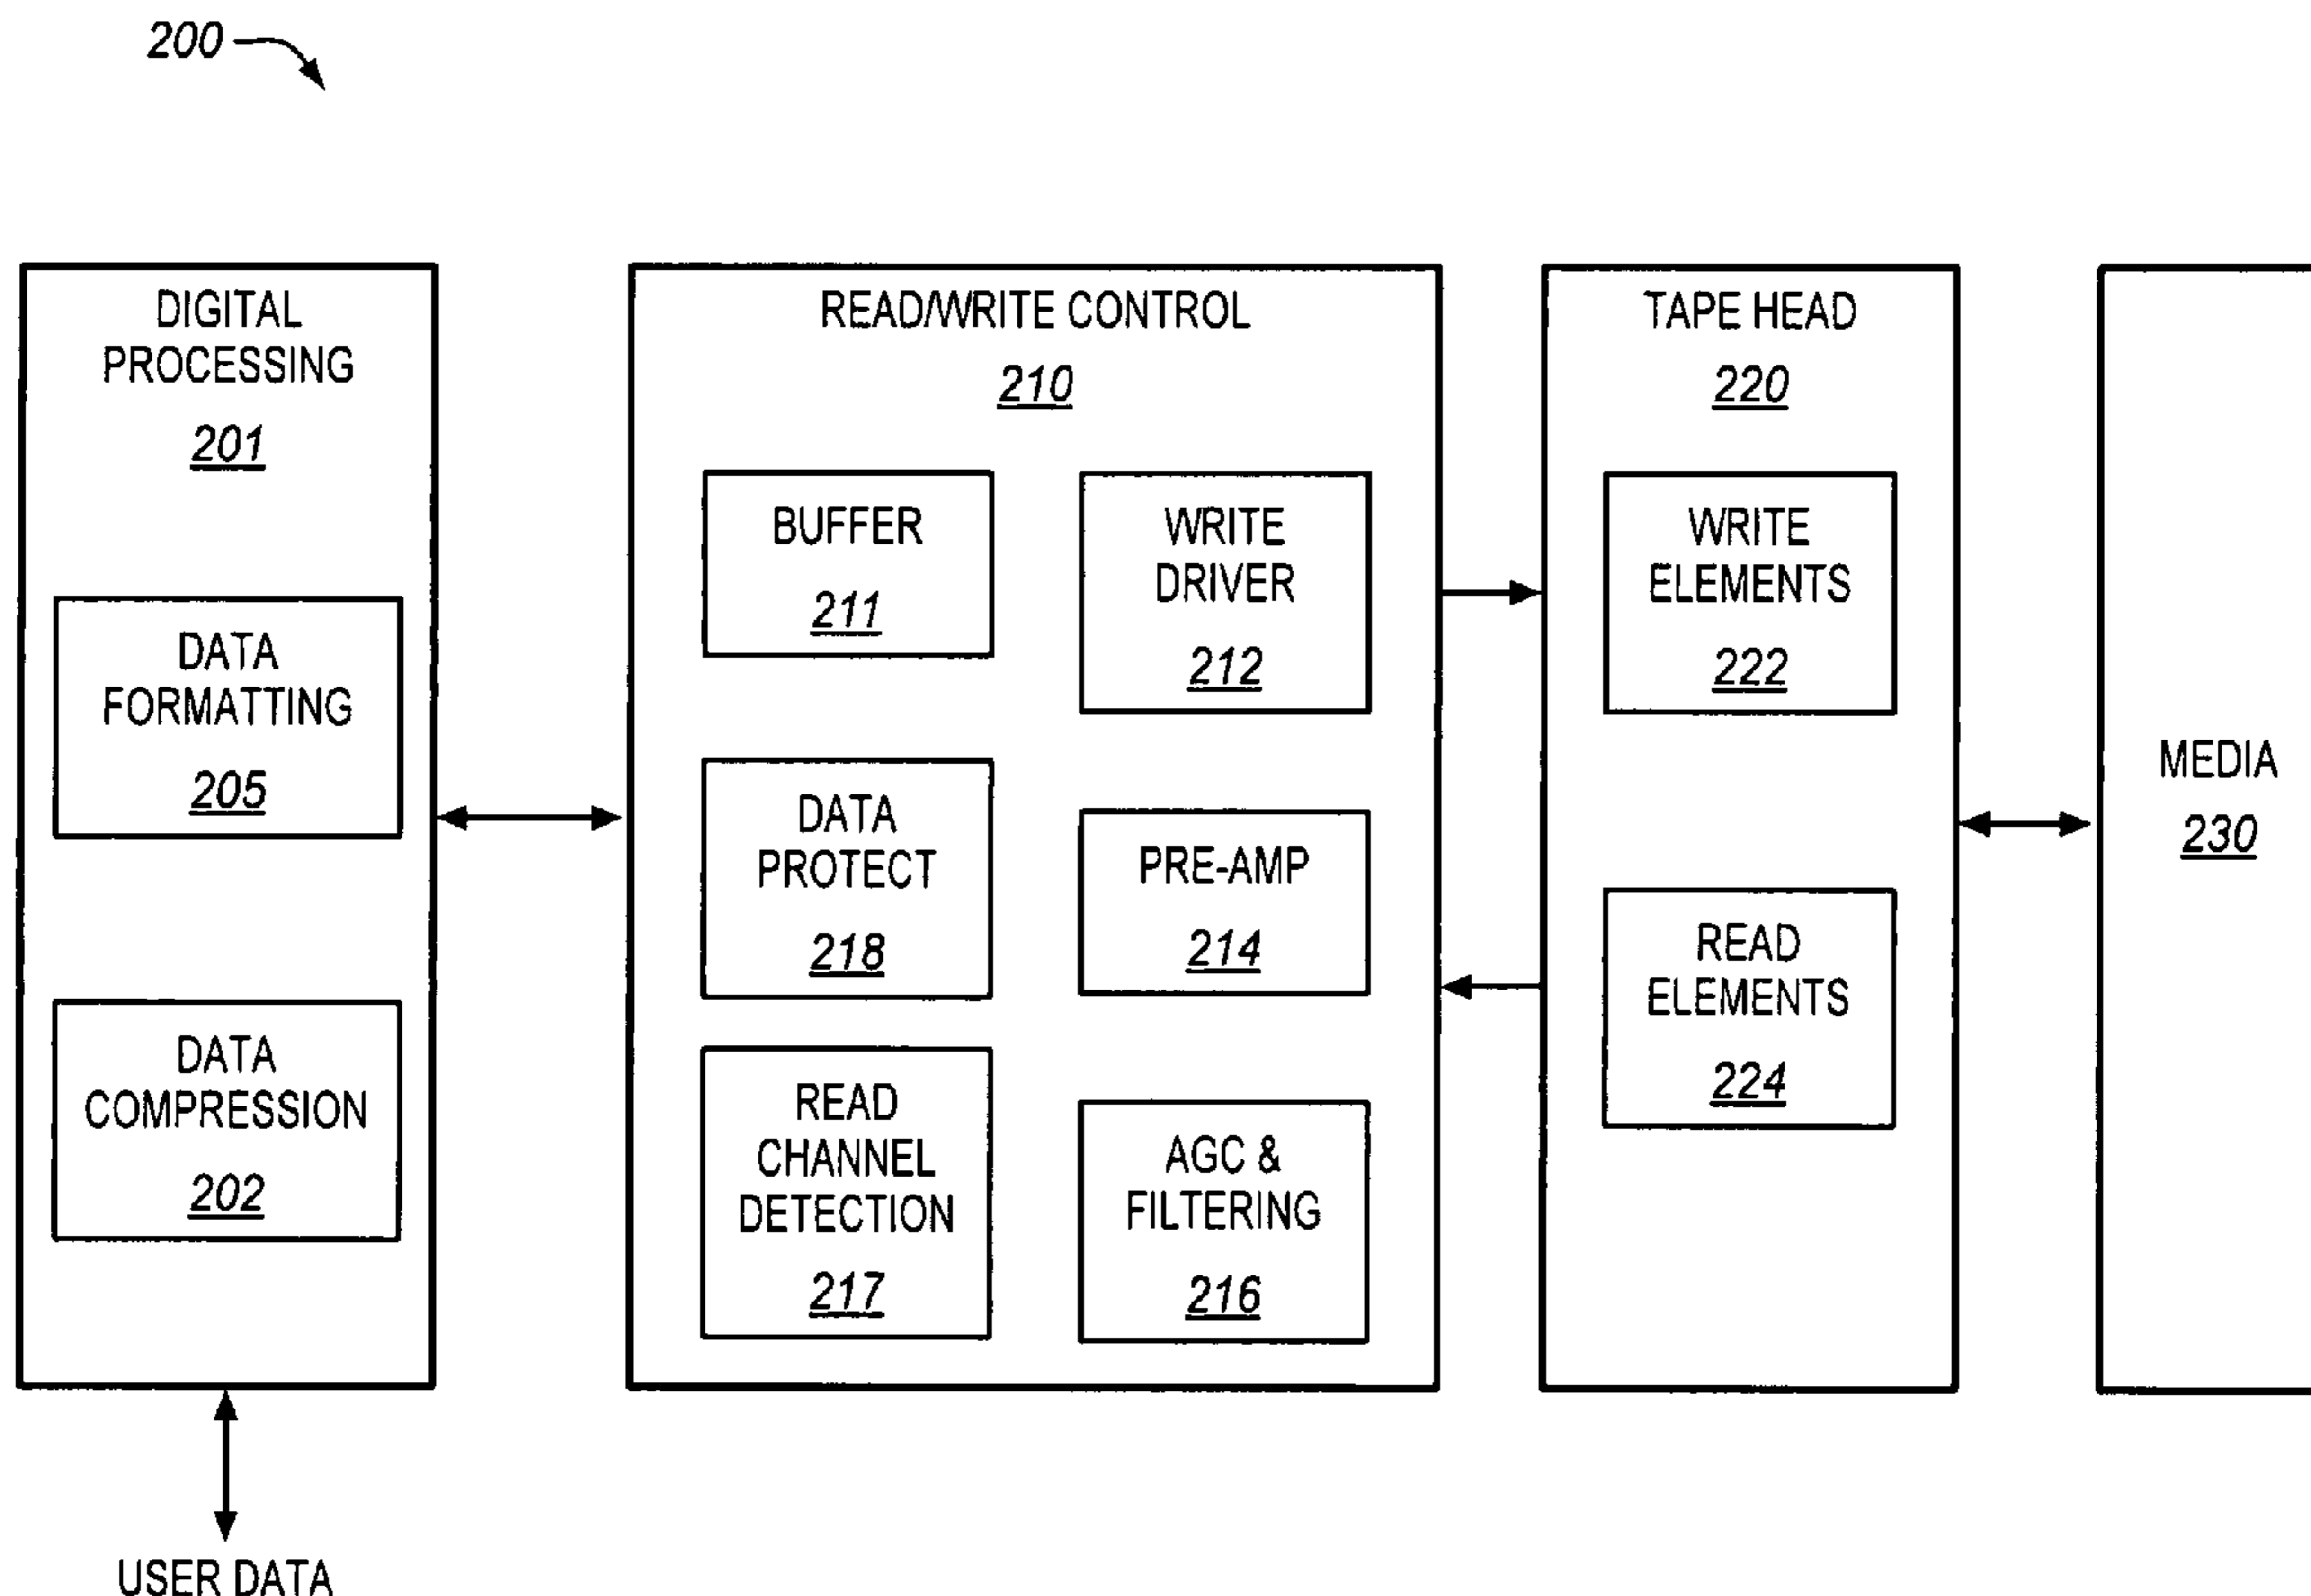 200
DIGITAL
PROCESSING
201
DATA
FORMATTING
205
DATA
COMPRESSION
202
USER DATA
READ/WRITE CONTROL
210
BUFFER
211
WRITE
DRIVER
212
DATA
PROTECT
218
PRE-AMP
214
READ
CHANNEL
DETECTION
217
AGC &
FILTERING
216
TAPE HEAD
220
WRITE
ELEMENTS
222
READ
ELEMENTS
224
MEDIA
230